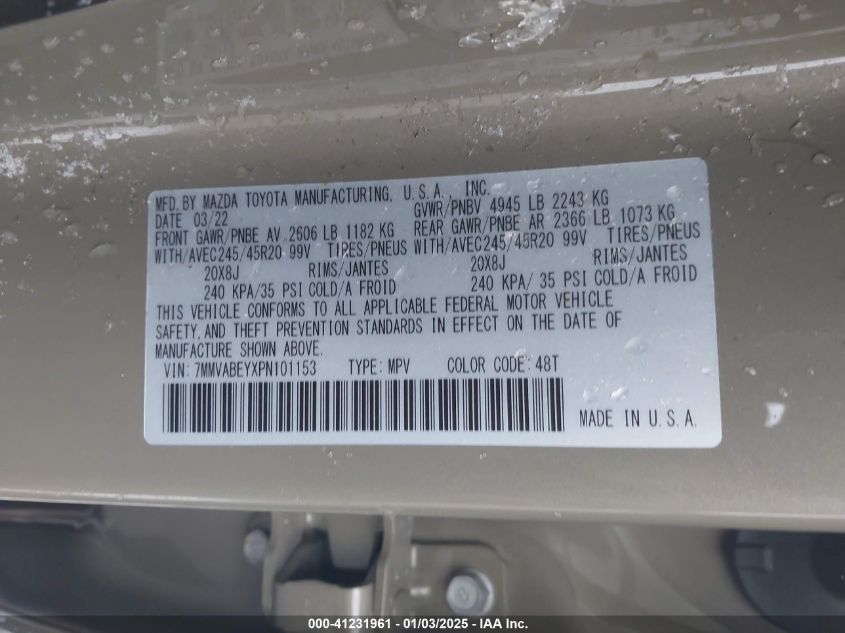 MFD. BY MAZDA TOYOTA MANUFACTURING, U.S.A., INC.
DATE 03/22 GVWR/PNBV 4945 LB 2243 KG
FRONT GAWR/PNBE AV 2606 LB 1182 KG REAR GAWR/PNBE AR 2366 LB 1073 KG
WITH/AVEC245/45R20 99V TIRES/PNEUS WITH/AVEC245/45R20 99V TIRES/PNEUS
20X8J RIMS/JANTES 20X8J RIMS/JANTES
240 KPA/35 PSI COLD/A FROID 240 KPA/ 35 PSI COLD/A FROID
THIS VEHICLE CONFORMS TO ALL APPLICABLE FEDERAL MOTOR VEHICLE
SAFETY, AND THEFT PREVENTION STANDARDS IN EFFECT ON THE DATE OF
MANUFACTURE SHOWN ABOVE.
VIN: 7MMVABEYXPN101153 TYPE: MPV COLOR CODE: 48T
MADE IN U.S.A.
000-41231961 - 01/03/2025 - IAA Inc.